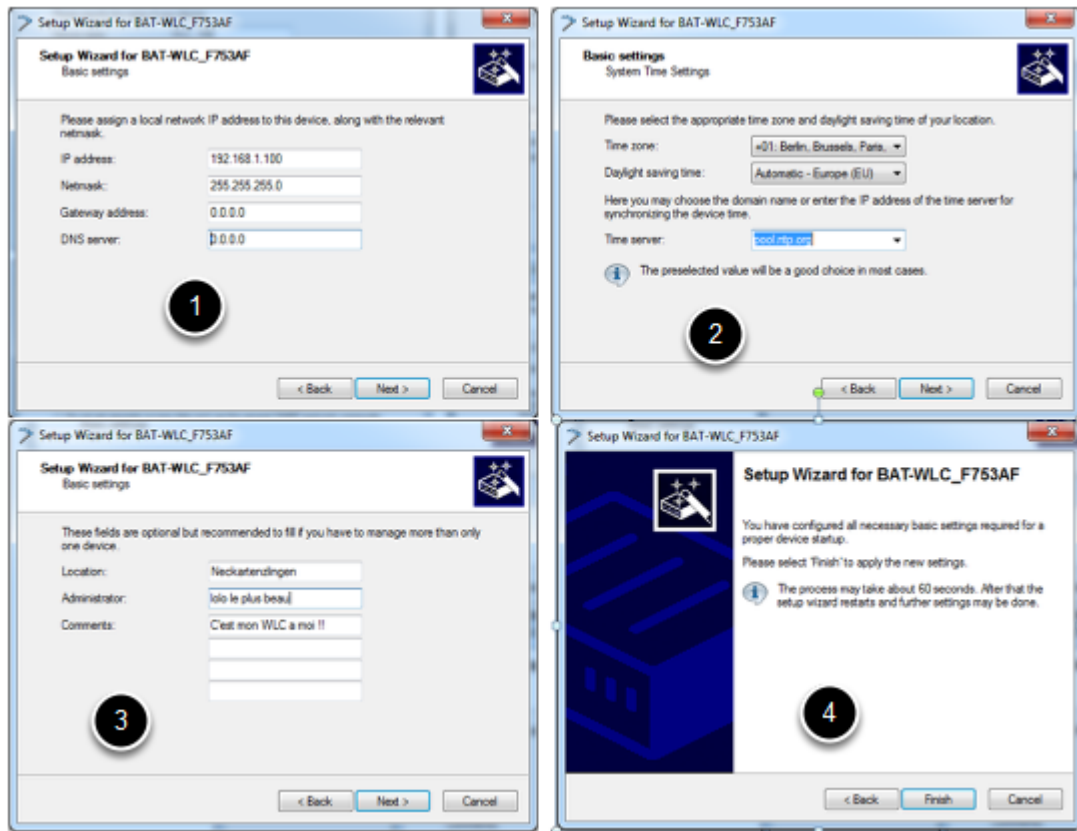 Setup Wizard for BAT-WLC_F753AF
Setup Wizard for BAT-WLC_F753AF
Basic settings
Please assign a local network IP address to this device, along with the relevant
netmask.
IP address: 192.168.1.100
Netmask: 255.255.255.0
Gateway address: 0.0.0.0
DNS server: 0.0.0.0
1
< Back Next > Cancel
Setup Wizard for BAT-WLC_F753AF
Basic settings
System Time Settings
Please select the appropriate time zone and daylight saving time of your location.
Time zone: +01: Berlin, Brussels, Paris,
Daylight saving time: Automatic - Europe (EU)
Here you may choose the domain name or enter the IP address of the time server for
synchronizing the device time.
Time server: pool.ntp.org
The preselected value will be a good choice in most cases.
2
< Back Next > Cancel
Setup Wizard for BAT-WLC_F753AF
Setup Wizard for BAT-WLC_F753AF
Basic settings
These fields are optional but recommended to fill if you have to manage more than only
one device.
Location: Neckartenzlingen
Administrator: lolo le plus beau
Comments: C'est mon WLC a moi !!
3
< Back Next > Cancel
Setup Wizard for BAT-WLC_F753AF
Setup Wizard for BAT-WLC_F753AF
You have configured all necessary basic settings required for a
proper device startup.
Please select 'Finish' to apply the new settings.
The process may take about 60 seconds. After that the
setup wizard restarts and further settings may be done.
4
< Back Finish Cancel